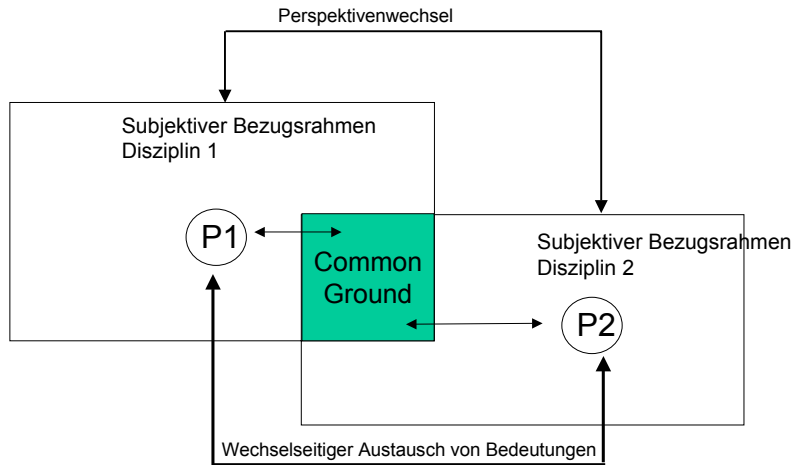 Perspektivenwechsel
Subjektiver Bezugsrahmen
Disziplin 1
P1
Common
Ground
Subjektiver Bezugsrahmen
Disziplin 2
P2
Wechselseitiger Austausch von Bedeutungen